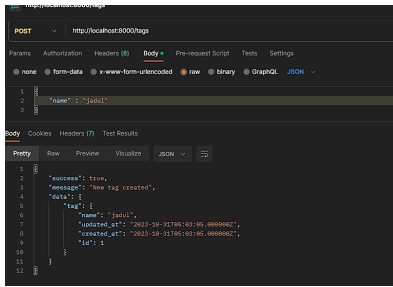 http://localhost:8000/tags
POST http://localhost:8000/tags
Params Authorization Headers (8) Body Pre-request Script Tests Settings
none form-data x-www-form-urlencoded raw binary GraphQL JSON
1 {
2 "name" : "jadul"
3 }
Body Cookies Headers (7) Test Results
Pretty Raw Preview Visualize JSON
1 {
2 "success": true,
3 "message": "New tag created",
4 "data": {
5 "tag": {
6 "name": "jadul",
7 "updated_at": "2023-10-31T05:03:05.000000Z",
8 "created_at": "2023-10-31T05:03:05.000000Z",
9 "id": 1
10 }
11 }
12 }